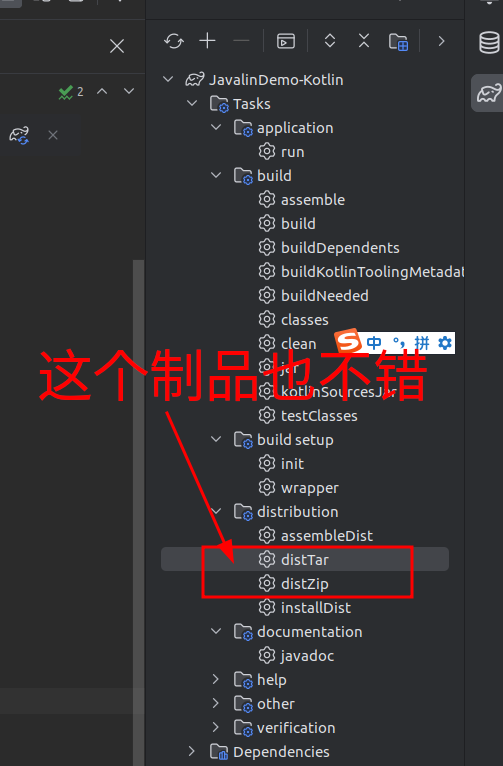 2
JavalinDemo-Kotlin
Tasks
application
run
build
assemble
build
buildDependents
buildKotlinToolingMetadat
buildNeeded
classes
clean
S 中 °, 拼
jar
这个制品也不错
kotlinSourcesJar
testClasses
build setup
init
wrapper
distribution
assembleDist
distTar
distZip
installDist
documentation
javadoc
help
other
verification
Dependencies